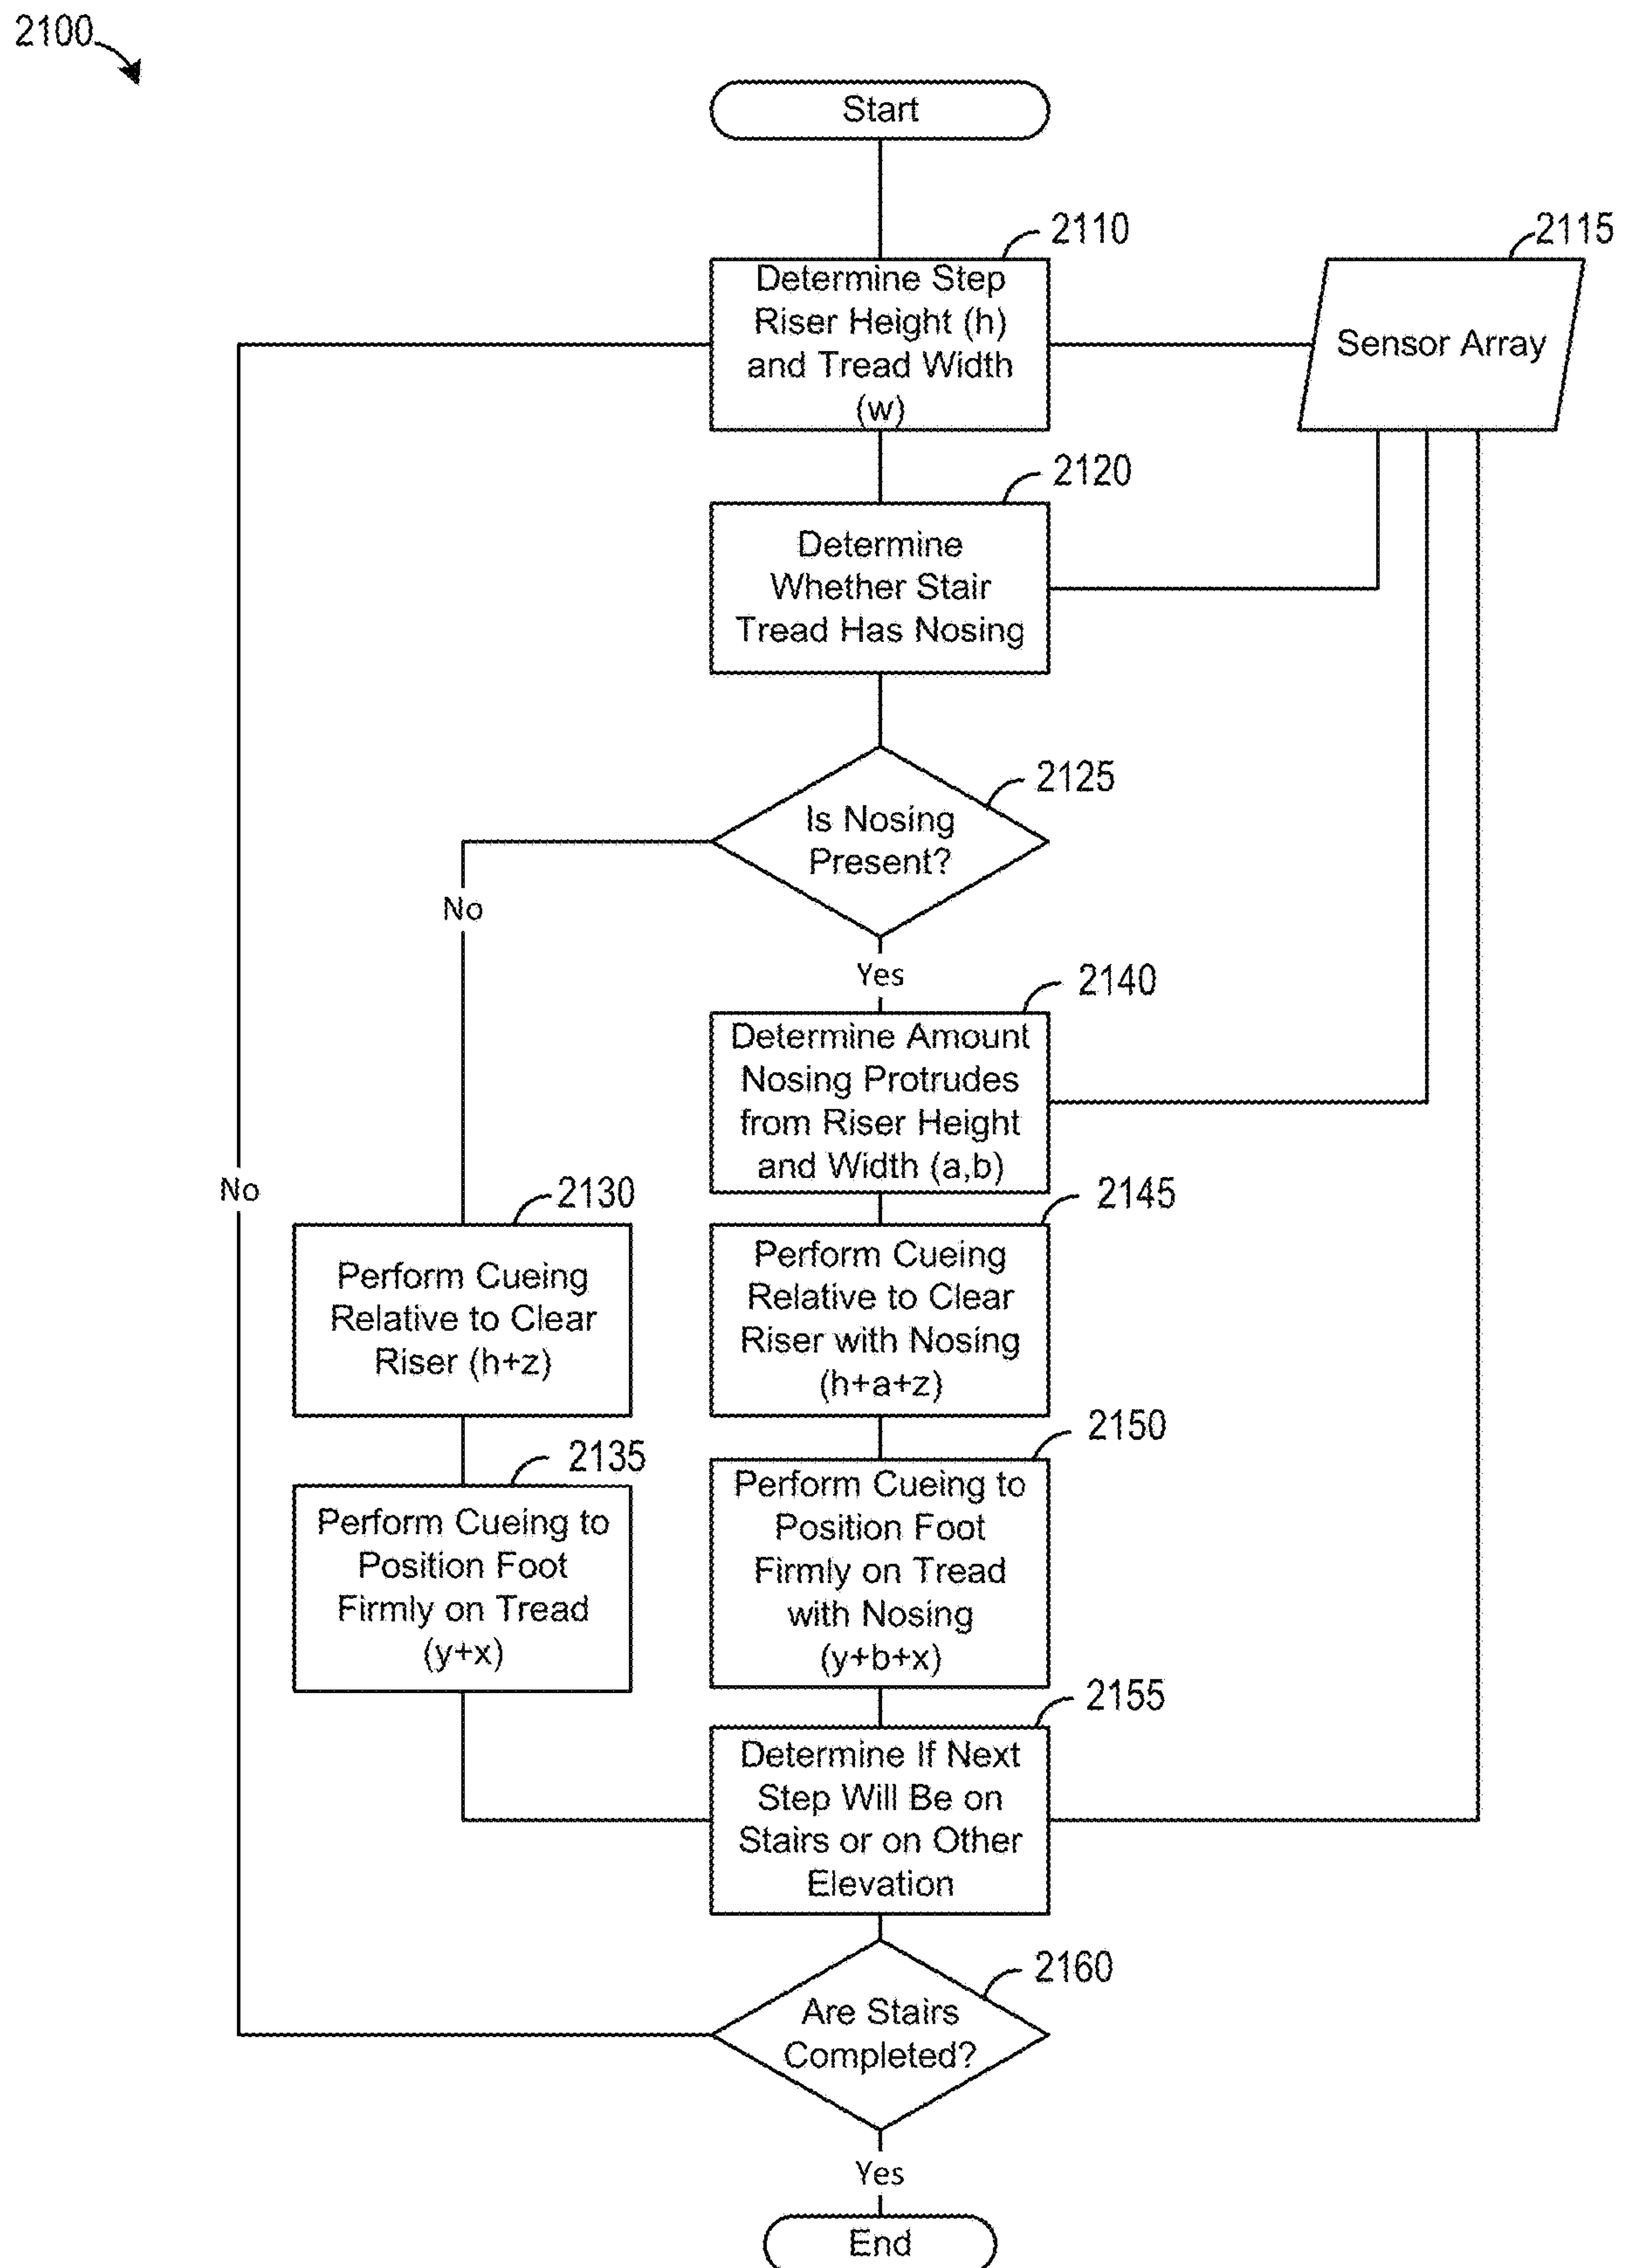 2100
Start
2110
2115
Determine Step
Riser Height (h)
and Tread Width
(w)
Sensor Array
2120
Determine
Whether Stair
Tread Has Nosing
2125
Is Nosing
Present?
No
Yes
2140
Determine Amount
Nosing Protrudes
from Riser Height
and Width (a,b)
No
2130
2145
Perform Cueing
Relative to Clear
Riser (h+z)
Perform Cueing
Relative to Clear
Riser with Nosing
(h+a+z)
2135
2150
Perform Cueing to
Position Foot
Firmly on Tread
(y+x)
Perform Cueing to
Position Foot
Firmly on Tread
with Nosing
(y+b+x)
2155
Determine If Next
Step Will Be on
Stairs or on Other
Elevation
2160
Are Stairs
Completed?
Yes
End